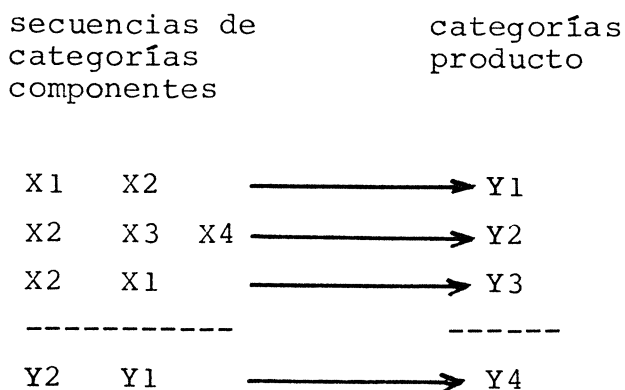 secuencias de categorías
categorías producto
componentes
X1 X2 → Y1
X2 X3 X4 → Y2
X2 X1 → Y3
------------ ------
Y2 Y1 → Y4